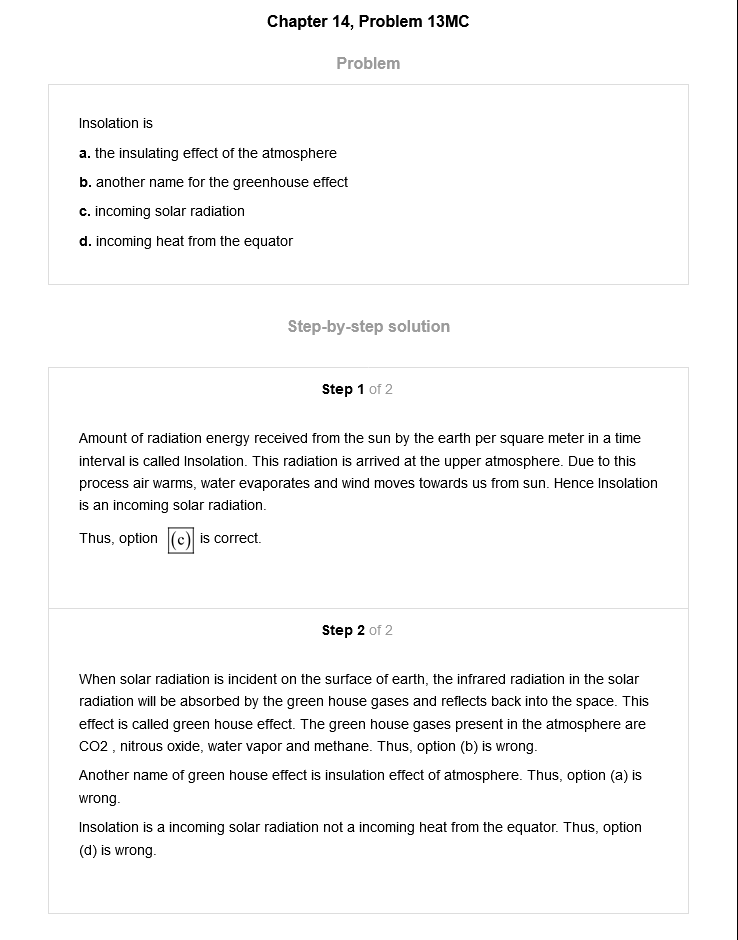 Chapter 14, Problem 13MC
Problem
Insolation is
a. the insulating effect of the atmosphere
b. another name for the greenhouse effect
c. incoming solar radiation
d. incoming heat from the equator
Step-by-step solution
Step 1 of 2
Amount of radiation energy received from the sun by the earth per square meter in a time
interval is called Insolation. This radiation is arrived at the upper atmosphere. Due to this
process air warms, water evaporates and wind moves towards us from sun. Hence Insolation
is an incoming solar radiation.
Thus, option (c) is correct.
Step 2 of 2
When solar radiation is incident on the surface of earth, the infrared radiation in the solar
radiation will be absorbed by the green house gases and reflects back into the space. This
effect is called green house effect. The green house gases present in the atmosphere are
CO2 , nitrous oxide, water vapor and methane. Thus, option (b) is wrong.
Another name of green house effect is insulation effect of atmosphere. Thus, option (a) is
wrong.
Insolation is a incoming solar radiation not a incoming heat from the equator. Thus, option
(d) is wrong.